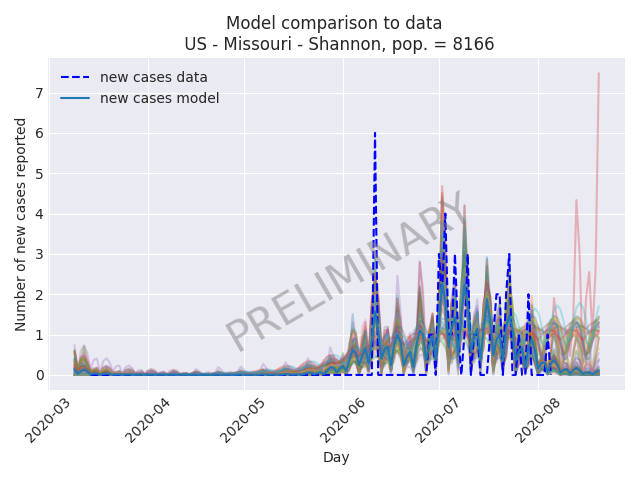 Model comparison to data
US - Missouri - Shannon, pop. = 8166
new cases data
new cases model
Number of new cases reported
7
6
5
4
3
2
1
0
PRELIMINARY
2020-03
2020-04
2020-05
2020-06
2020-07
2020-08
Day